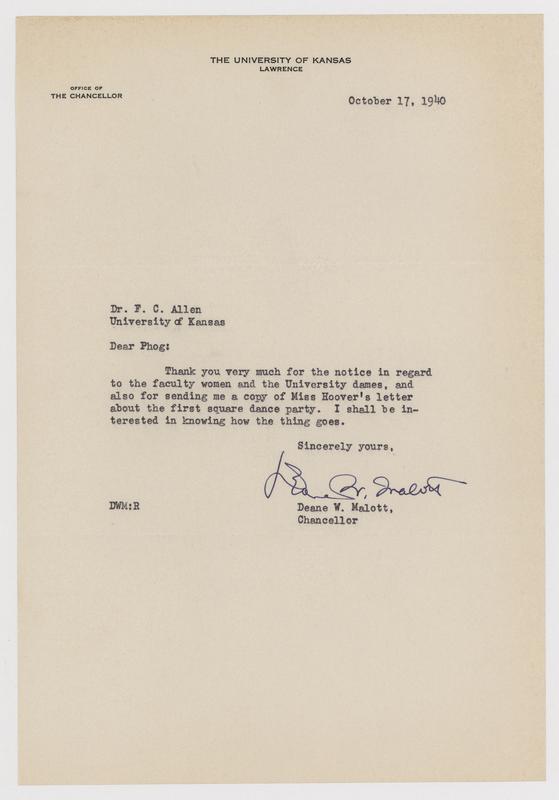 THE UNIVERSITY OF KANSAS
LAWRENCE
OFFICE OF
THE CHANCELLOR
October 17, 1940
Dr. F. C. Allen
University of Kansas
Dear Phog:
Thank you very much for the notice in regard
to the faculty women and the University dames, and
also for sending me a copy of Miss Hoover's letter
about the first square dance party. I shall be in-
terested in knowing how the thing goes.
Sincerely yours,
Deane W. Malott
DWM:R
Deane W. Malott,
Chancellor